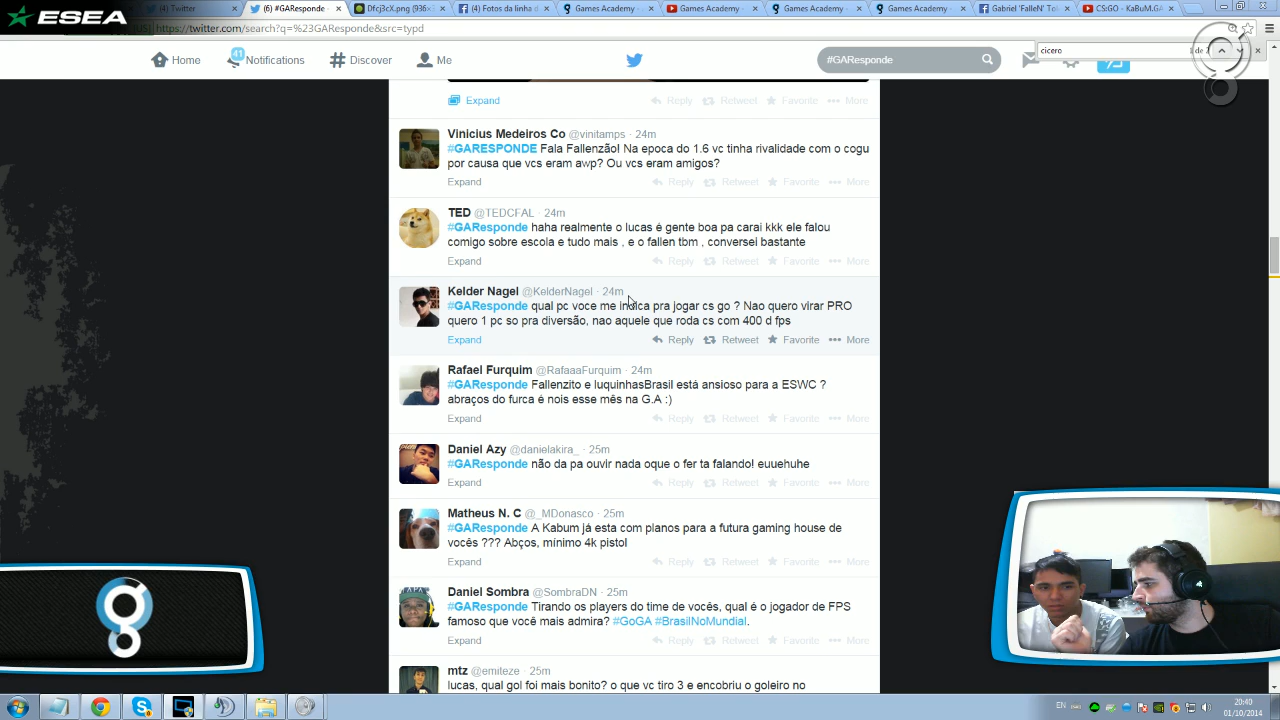 ESEA
(6) Twitter
(6) #GAResponde
Dfcj3cX.png (936×
(4) Fotos da linha d
Games Academy -
Games Academy -
Games Academy -
Games Academy -
Gabriel 'FalleN' Tol
CS:GO - KaBuM.GA
https://twitter.com/search?q=%23GAResponde&src=typd
Home
41
Notifications
Discover
Me
#GAResponde
cicero
Expand
Reply Retweet Favorite More
Vinicius Medeiros Co @vinitamps · 24m
#GARESPONDE Fala Fallenzão! Na epoca do 1.6 vc tinha rivalidade com o cogu
por causa que vcs eram awp? Ou vcs eram amigos?
Expand Reply Retweet Favorite More
TED @TEDCFAL · 24m
#GAResponde haha realmente o lucas é gente boa pa carai kkk ele falou
comigo sobre escola e tudo mais , e o fallen tbm , conversei bastante
Expand Reply Retweet Favorite More
Kelder Nagel @KelderNagel · 24m
#GAResponde qual pc voce me indica pra jogar cs go ? Nao quero virar PRO
quero 1 pc so pra diversão, nao aquele que roda cs com 400 d fps
Expand Reply Retweet Favorite More
Rafael Furquim @RafaaaFurquim · 24m
#GAResponde Fallenzito e luquinhasBrasil está ansioso para a ESWC ?
abraços do furca é nois esse mês na G.A :)
Expand Reply Retweet Favorite More
Daniel Azy @danielakira_ · 25m
#GAResponde não da pa ouvir nada oque o fer ta falando! euuehuhe
Expand Reply Retweet Favorite More
Matheus N. C @_MDonasco · 25m
#GAResponde A Kabum já esta com planos para a futura gaming house de
vocês ??? Abços, mínimo 4k pistol
Expand Reply Retweet Favorite More
Daniel Sombra @SombraDN · 25m
#GAResponde Tirando os players do time de vocês, qual é o jogador de FPS
famoso que você mais admira? #GoGA #BrasilNoMundial.
Expand Reply Retweet Favorite More
mtz @emiteze · 25m
lucas, qual gol foi mais bonito? o que vc tiro 3 e encobriu o goleiro no
EN
20:40
01/10/2014